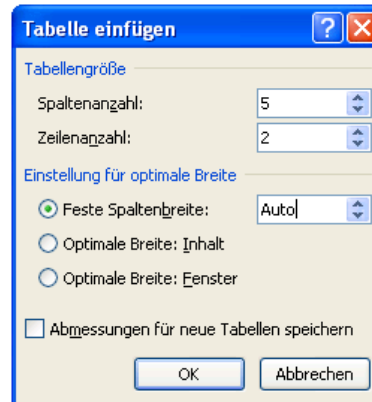 Tabelle einfügen
Tabellengröße
Spaltenanzahl: 5
Zeilenanzahl: 2
Einstellung für optimale Breite
Feste Spaltenbreite: Auto
Optimale Breite: Inhalt
Optimale Breite: Fenster
Abmessungen für neue Tabellen speichern
OK Abbrechen